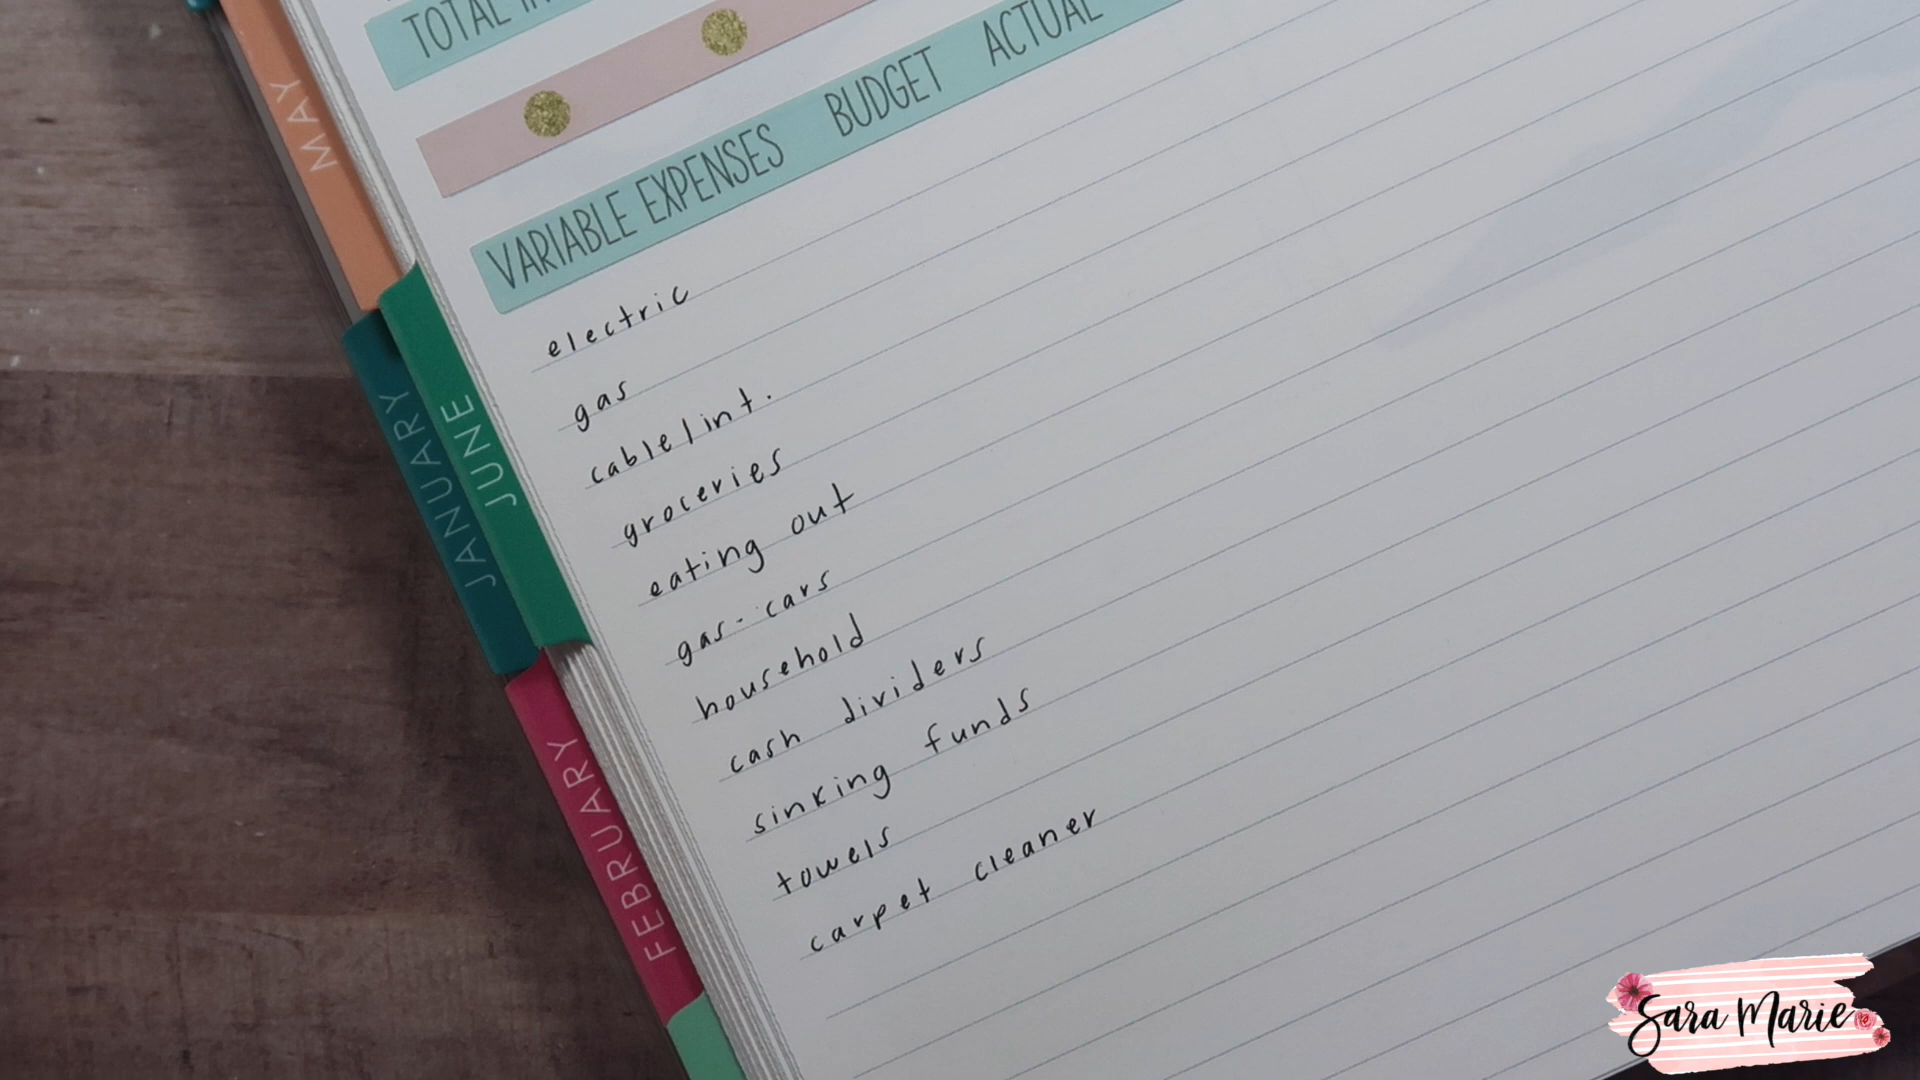 TOTAL IN
VARIABLE EXPENSES BUDGET ACTUAL
electric
gas
cable/int.
groceries
eating out
gas-cars
household
cash dividers
sinking funds
towels
carpet cleaner
MAY
JUNE
JANUARY
FEBRUARY
Sara Marie